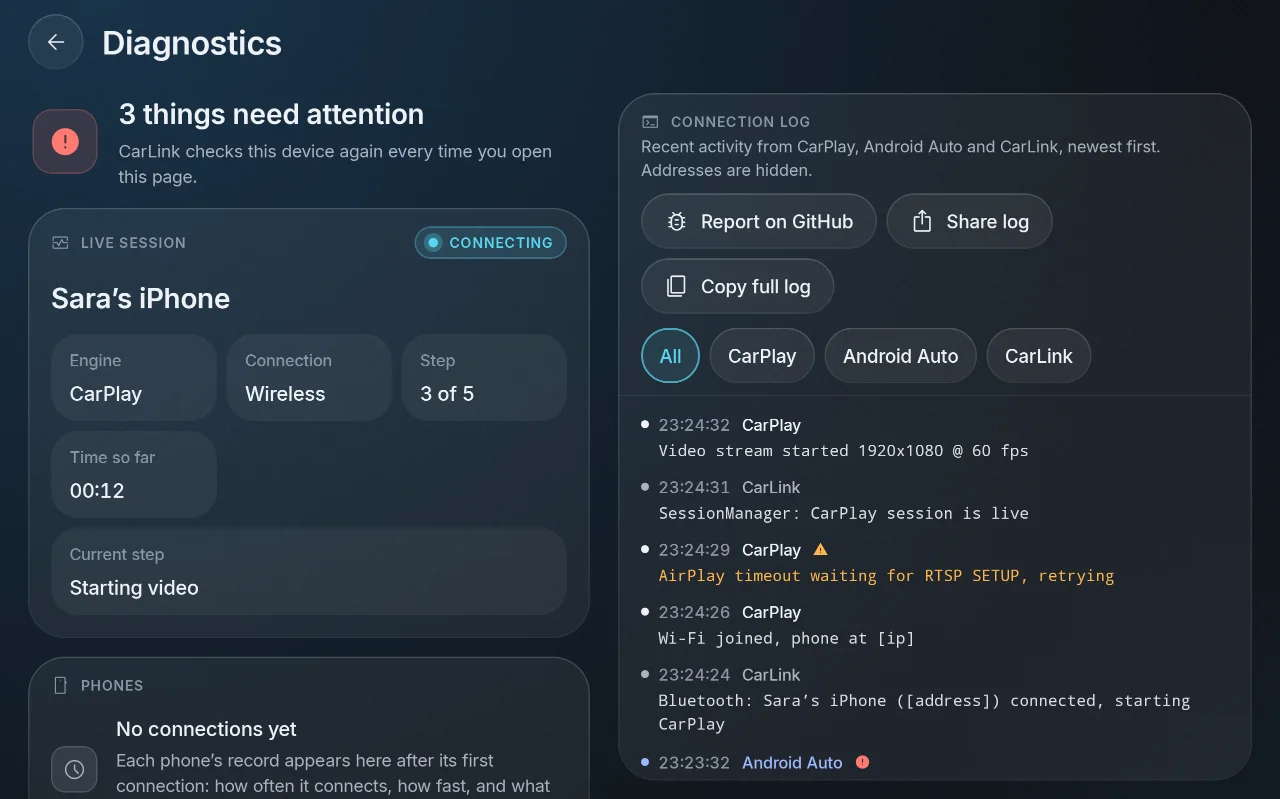 Diagnostics
3 things need attention
CarLink checks this device again every time you open
this page.
LIVE SESSION
CONNECTING
Sara’s iPhone
Engine
CarPlay
Connection
Wireless
Step
3 of 5
Time so far
00:12
Current step
Starting video
PHONES
No connections yet
Each phone’s record appears here after its first
connection: how often it connects, how fast, and what
CONNECTION LOG
Recent activity from CarPlay, Android Auto and CarLink, newest first.
Addresses are hidden.
Report on GitHub
Share log
Copy full log
All
CarPlay
Android Auto
CarLink
23:24:32 CarPlay
Video stream started 1920x1080 @ 60 fps
23:24:31 CarLink
SessionManager: CarPlay session is live
23:24:29 CarPlay
AirPlay timeout waiting for RTSP SETUP, retrying
23:24:26 CarPlay
Wi-Fi joined, phone at [ip]
23:24:24 CarLink
Bluetooth: Sara’s iPhone ([address]) connected, starting
CarPlay
23:23:32 Android Auto